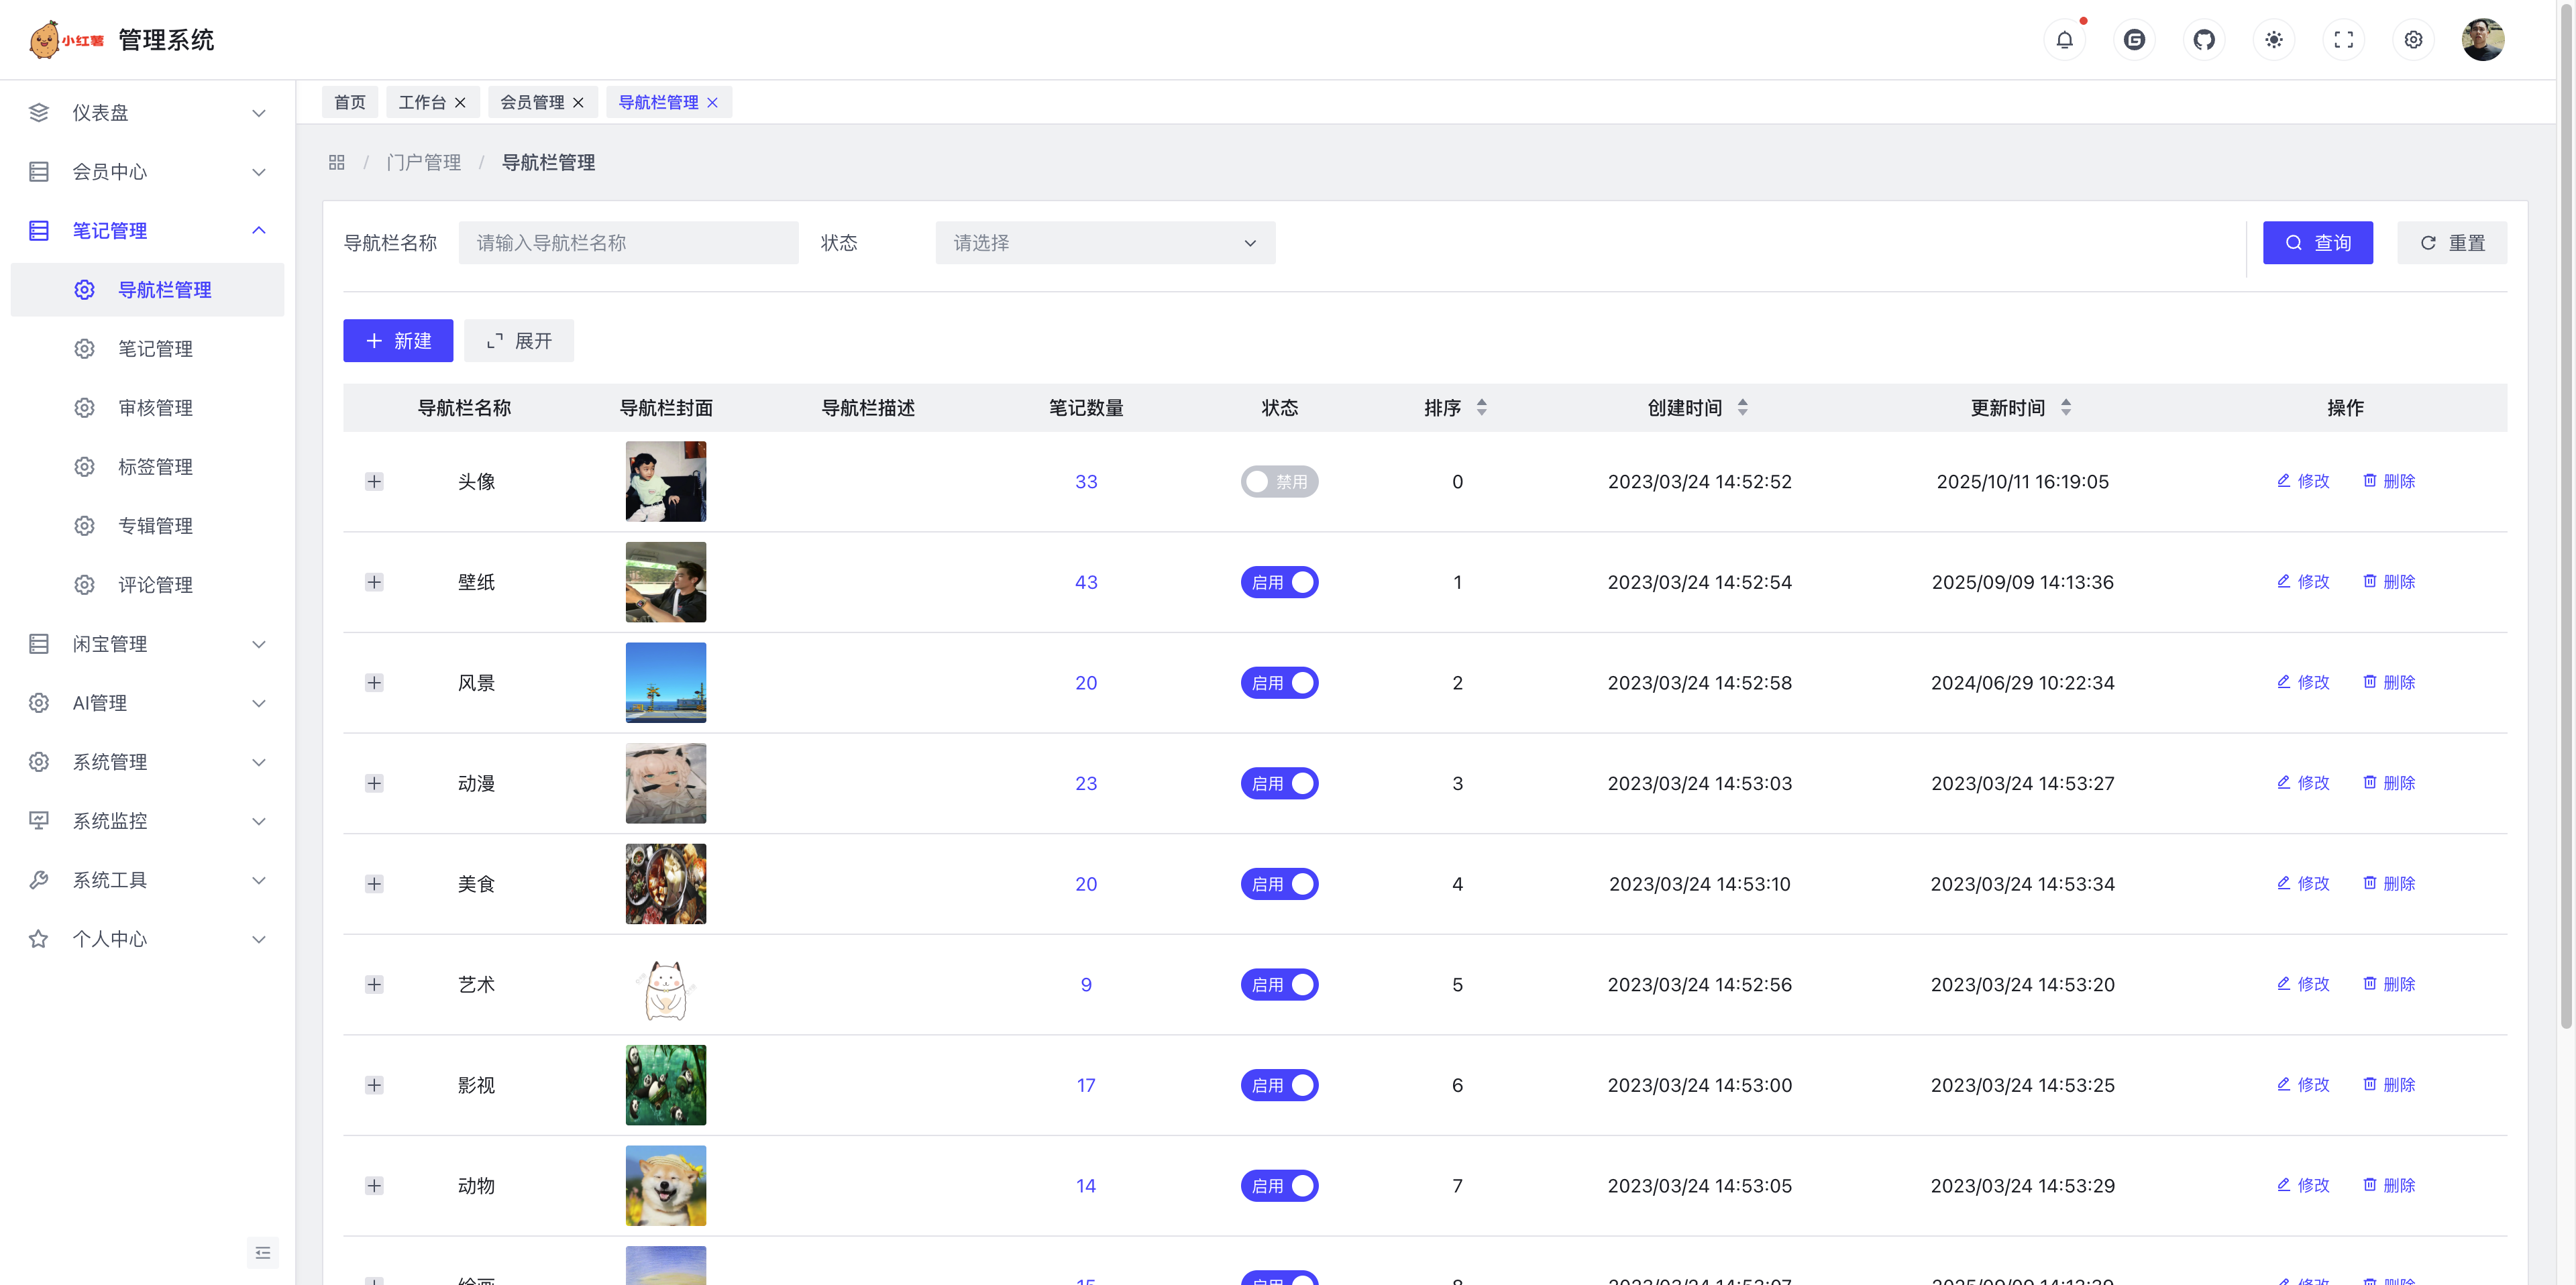 小红薯 管理系统
首页 工作台 会员管理 导航栏管理
仪表盘
会员中心
笔记管理
导航栏管理
笔记管理
审核管理
标签管理
专辑管理
评论管理
闲宝管理
AI管理
系统管理
系统监控
系统工具
个人中心
/ 门户管理 / 导航栏管理
导航栏名称 请输入导航栏名称 状态 请选择 查询 重置
新建 展开
导航栏名称 导航栏封面 导航栏描述 笔记数量 状态 排序 创建时间 更新时间 操作
头像 33 禁用 0 2023/03/24 14:52:52 2025/10/11 16:19:05 修改 删除
壁纸 43 启用 1 2023/03/24 14:52:54 2025/09/09 14:13:36 修改 删除
风景 20 启用 2 2023/03/24 14:52:58 2024/06/29 10:22:34 修改 删除
动漫 23 启用 3 2023/03/24 14:53:03 2023/03/24 14:53:27 修改 删除
美食 20 启用 4 2023/03/24 14:53:10 2023/03/24 14:53:34 修改 删除
艺术 9 启用 5 2023/03/24 14:52:56 2023/03/24 14:53:20 修改 删除
影视 17 启用 6 2023/03/24 14:53:00 2023/03/24 14:53:25 修改 删除
动物 14 启用 7 2023/03/24 14:53:05 2023/03/24 14:53:29 修改 删除